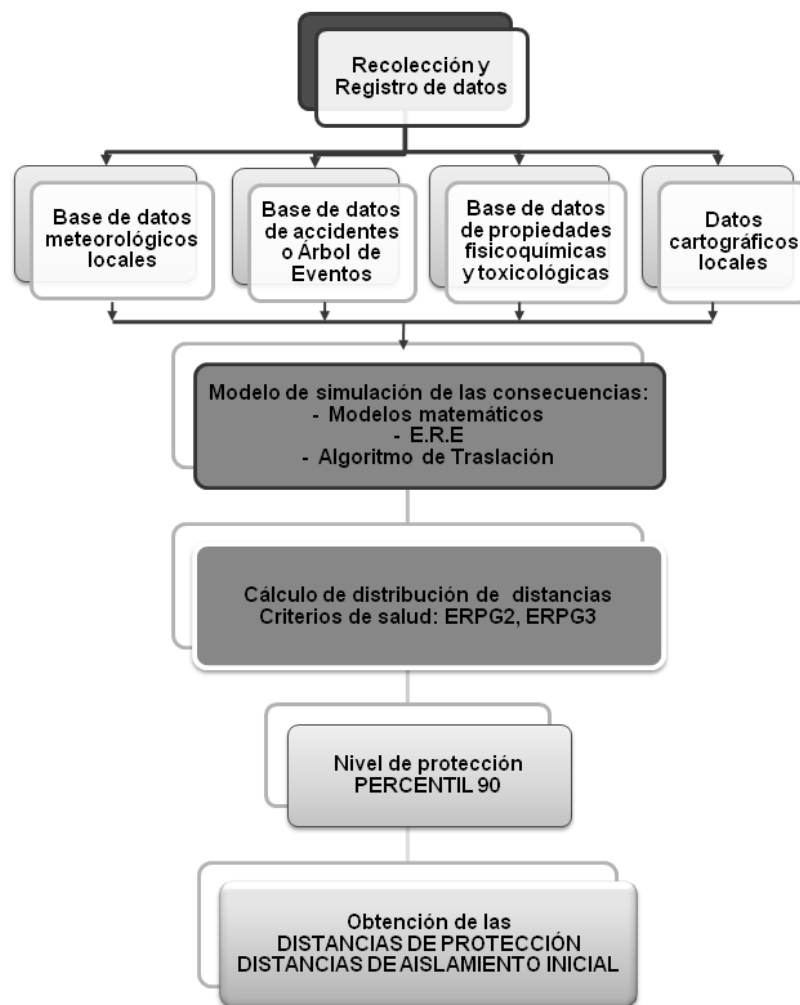 Recolección y
Registro de datos
Base de datos
meteorológicos
locales
Base de datos
de accidentes
o Árbol de
Eventos
Base de datos
de propiedades
fisicoquímicas
y toxicológicas
Datos
cartográficos
locales
Modelo de simulación de las consecuencias:
- Modelos matemáticos
- E.R.E
- Algoritmo de Traslación
Cálculo de distribución de distancias
Criterios de salud: ERPG2, ERPG3
Nivel de protección
PERCENTIL 90
Obtención de las
DISTANCIAS DE PROTECCIÓN
DISTANCIAS DE AISLAMIENTO INICIAL